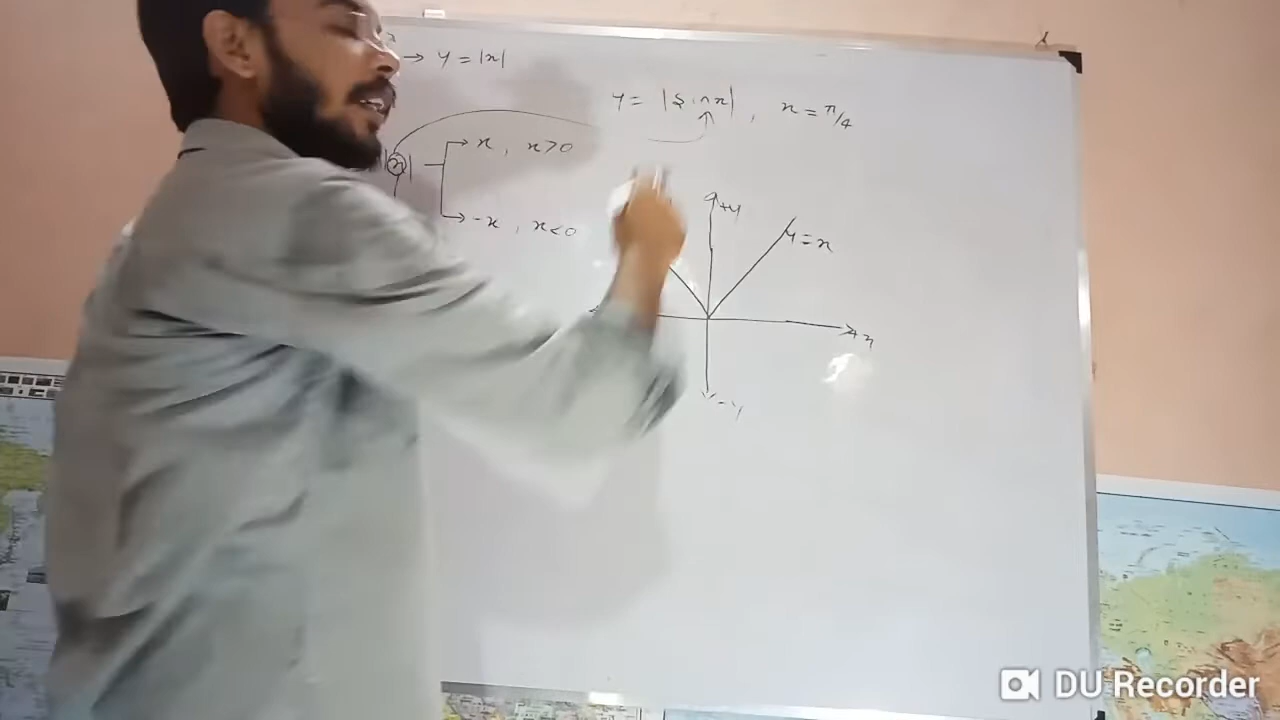 → y = |x|
y = |sin x| , x = π/4
|x| → x , x>0
→ -x , x<0
+y
y = x
+x
-y
DU Recorder